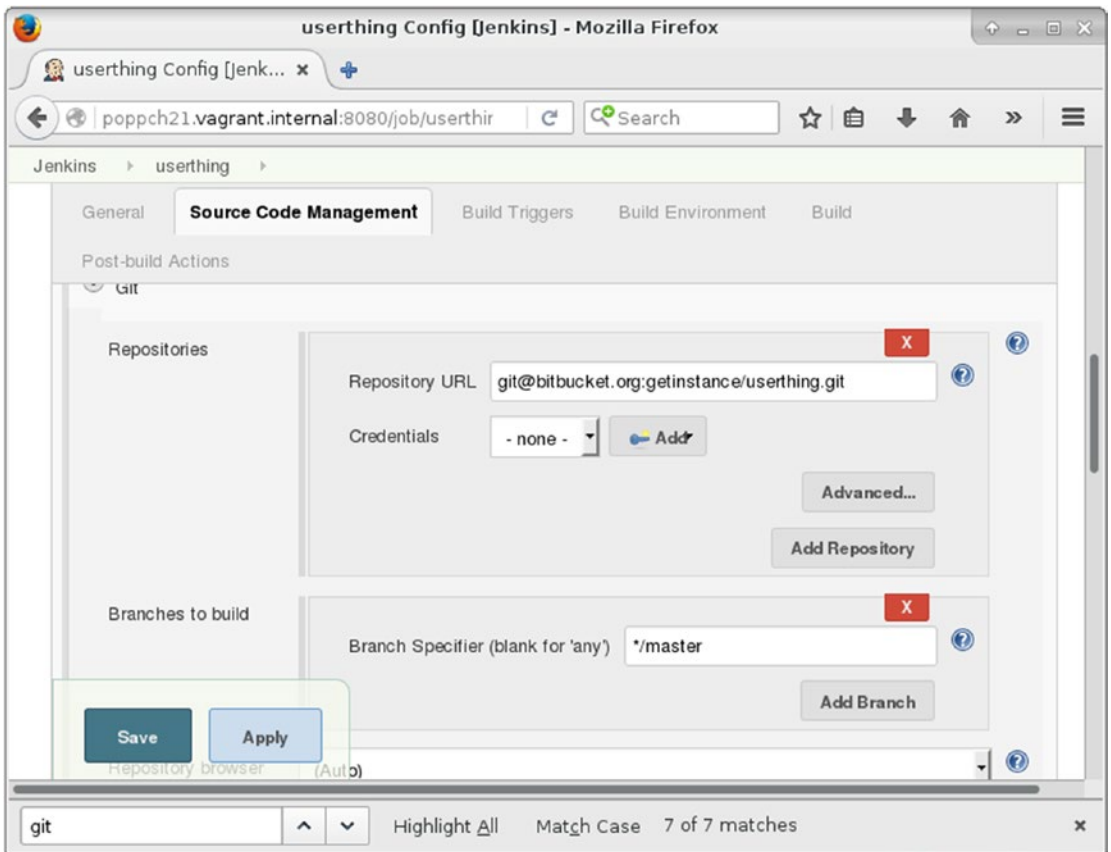 userthing Config [Jenkins] - Mozilla Firefox
userthing Config [Jenk... ×
poppch21.vagrant.internal:8080/job/userthir
Search
Jenkins
userthing
General
Source Code Management
Build Triggers
Build Environment
Build
Post-build Actions
Git
Repositories
X
Repository URL
git@bitbucket.org:getinstance/userthing.git
Credentials
- none -
Add
Advanced...
Add Repository
Branches to build
X
Branch Specifier (blank for 'any')
*/master
Add Branch
Save
Apply
Repository browser
(Auto)
git
Highlight All
Match Case
7 of 7 matches
×